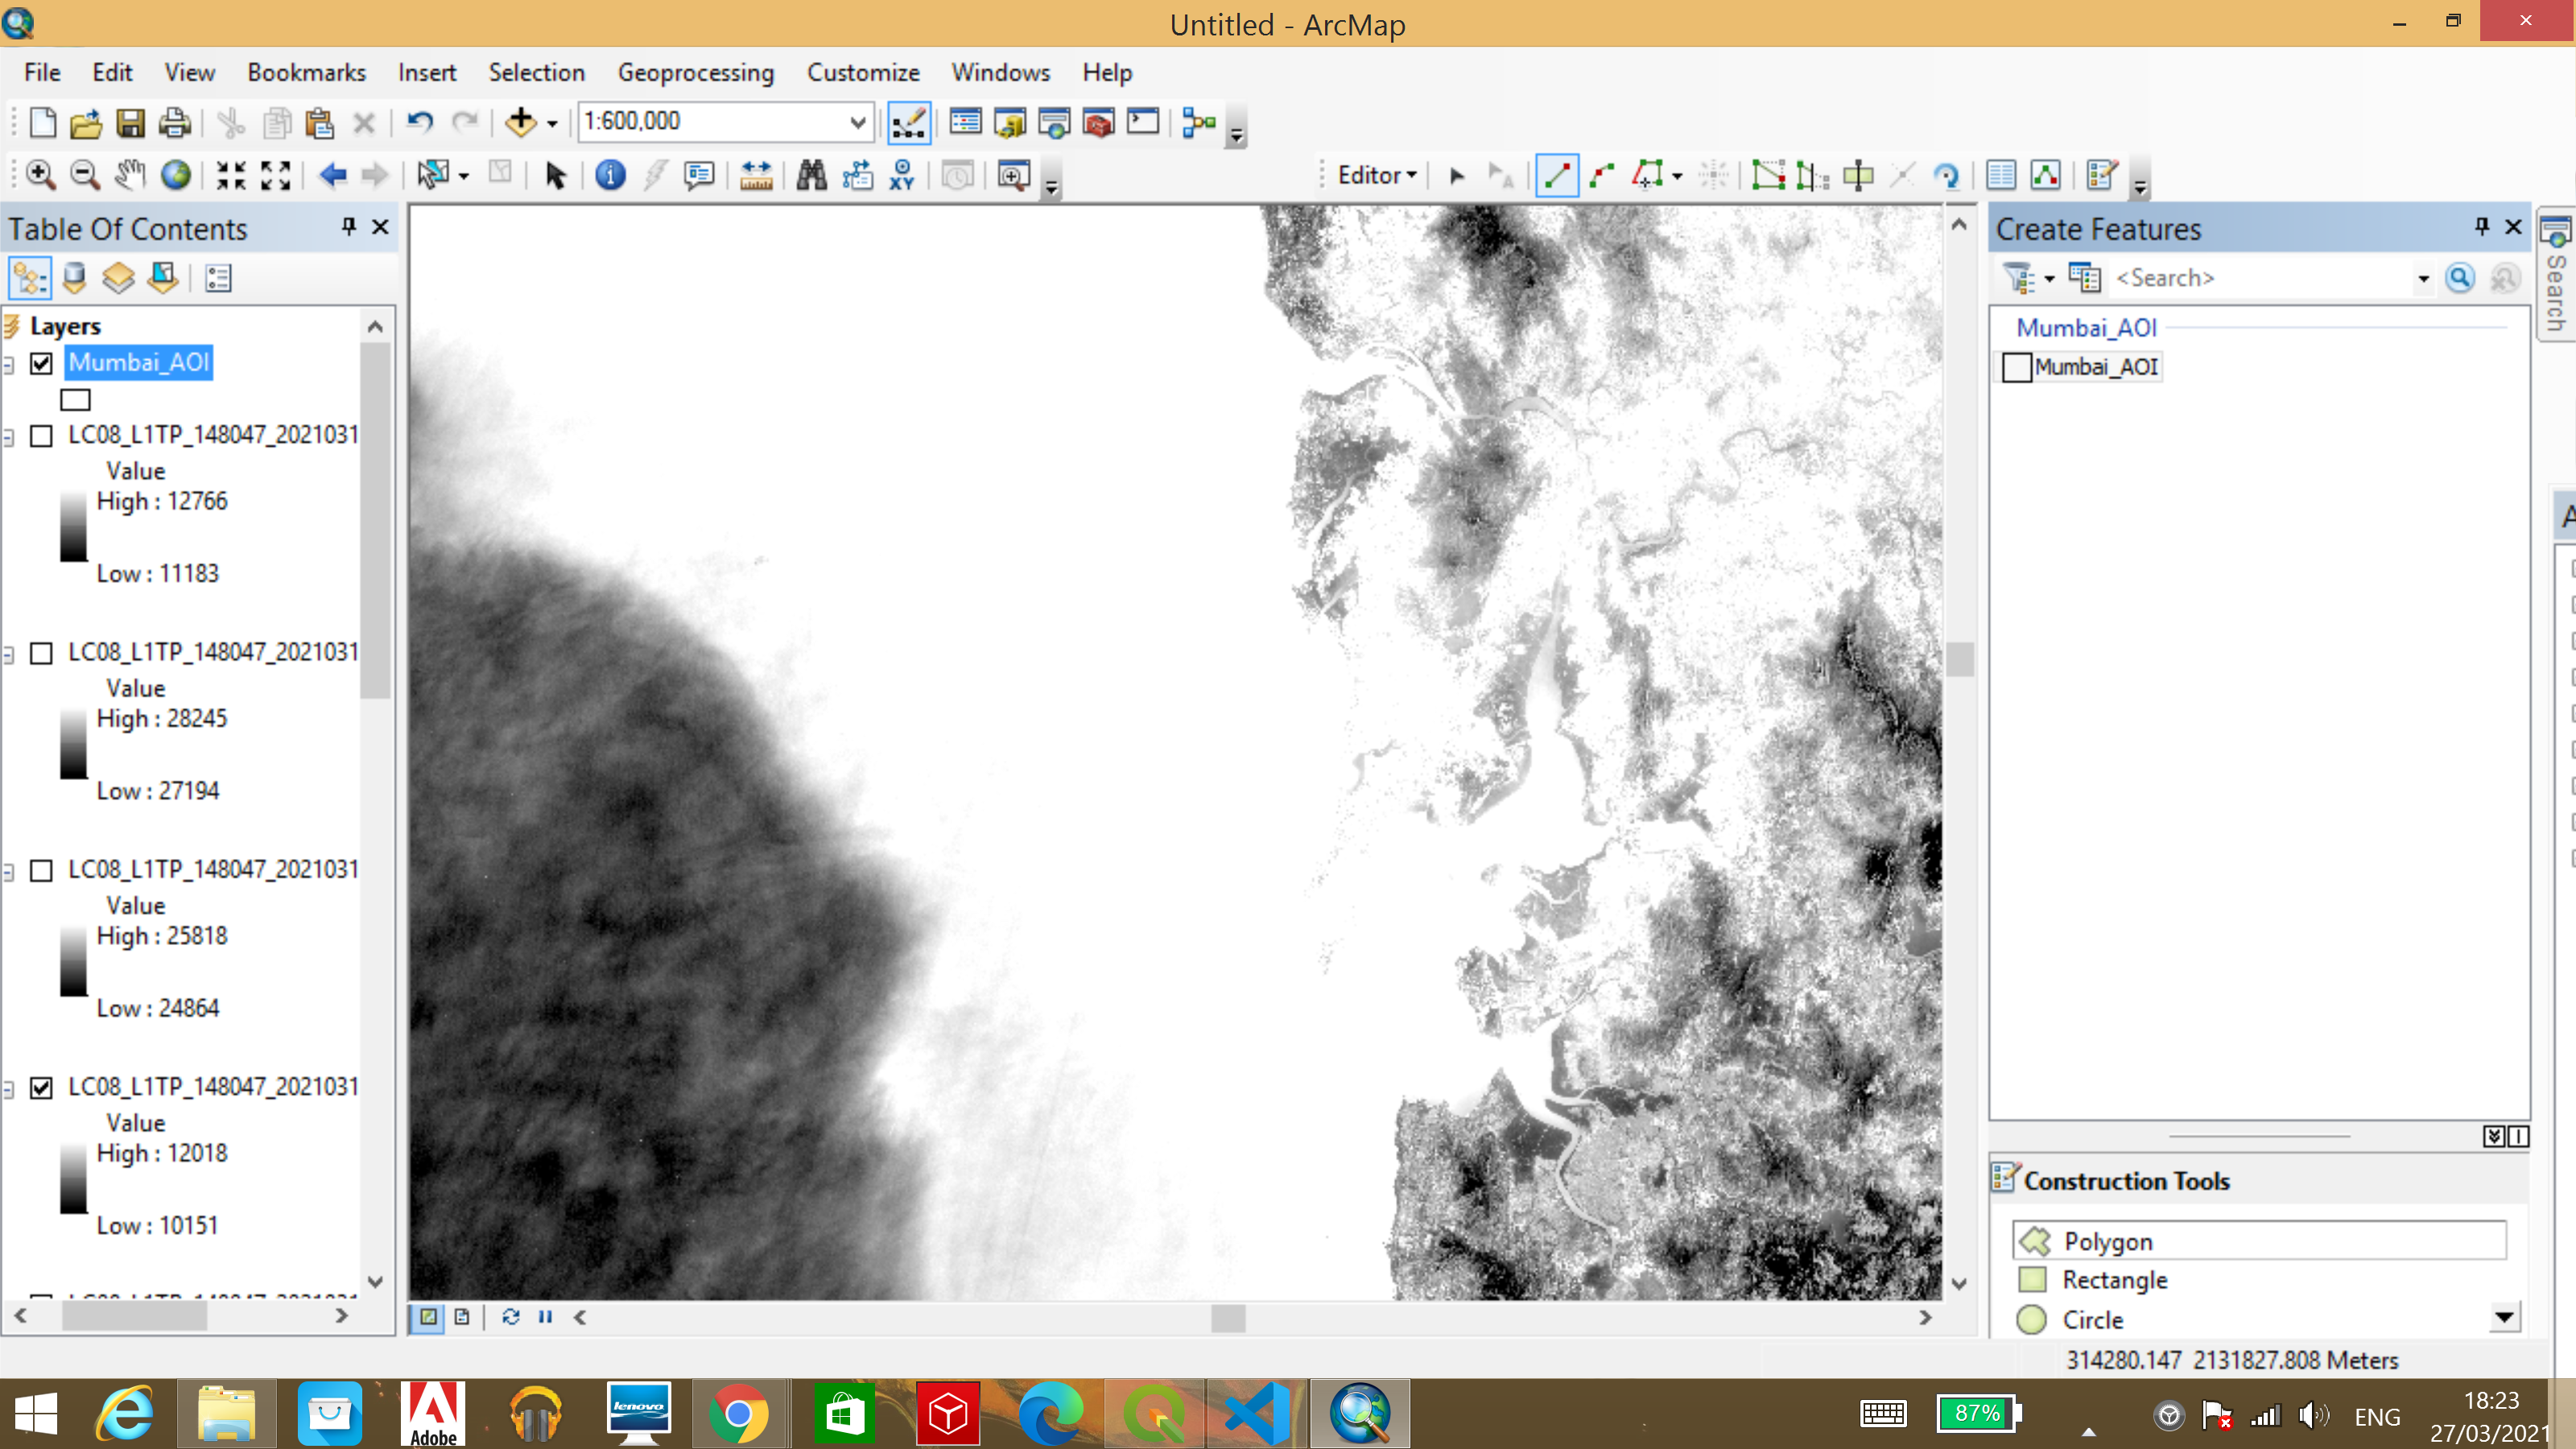 Untitled - ArcMap
File Edit View Bookmarks Insert Selection Geoprocessing Customize Windows Help
1:600,000
XY
Editor
Table Of Contents
Layers
Mumbai_AOI
LC08_L1TP_148047_2021031
Value
High : 12766
Low : 11183
LC08_L1TP_148047_2021031
Value
High : 28245
Low : 27194
LC08_L1TP_148047_2021031
Value
High : 25818
Low : 24864
LC08_L1TP_148047_2021031
Value
High : 12018
Low : 10151
Create Features
<Search>
Mumbai_AOI
Mumbai_AOI
Search
Construction Tools
Polygon
Rectangle
Circle
314280.147 2131827.808 Meters
Adobe
lenovo
87%
ENG
18:23
27/03/2021